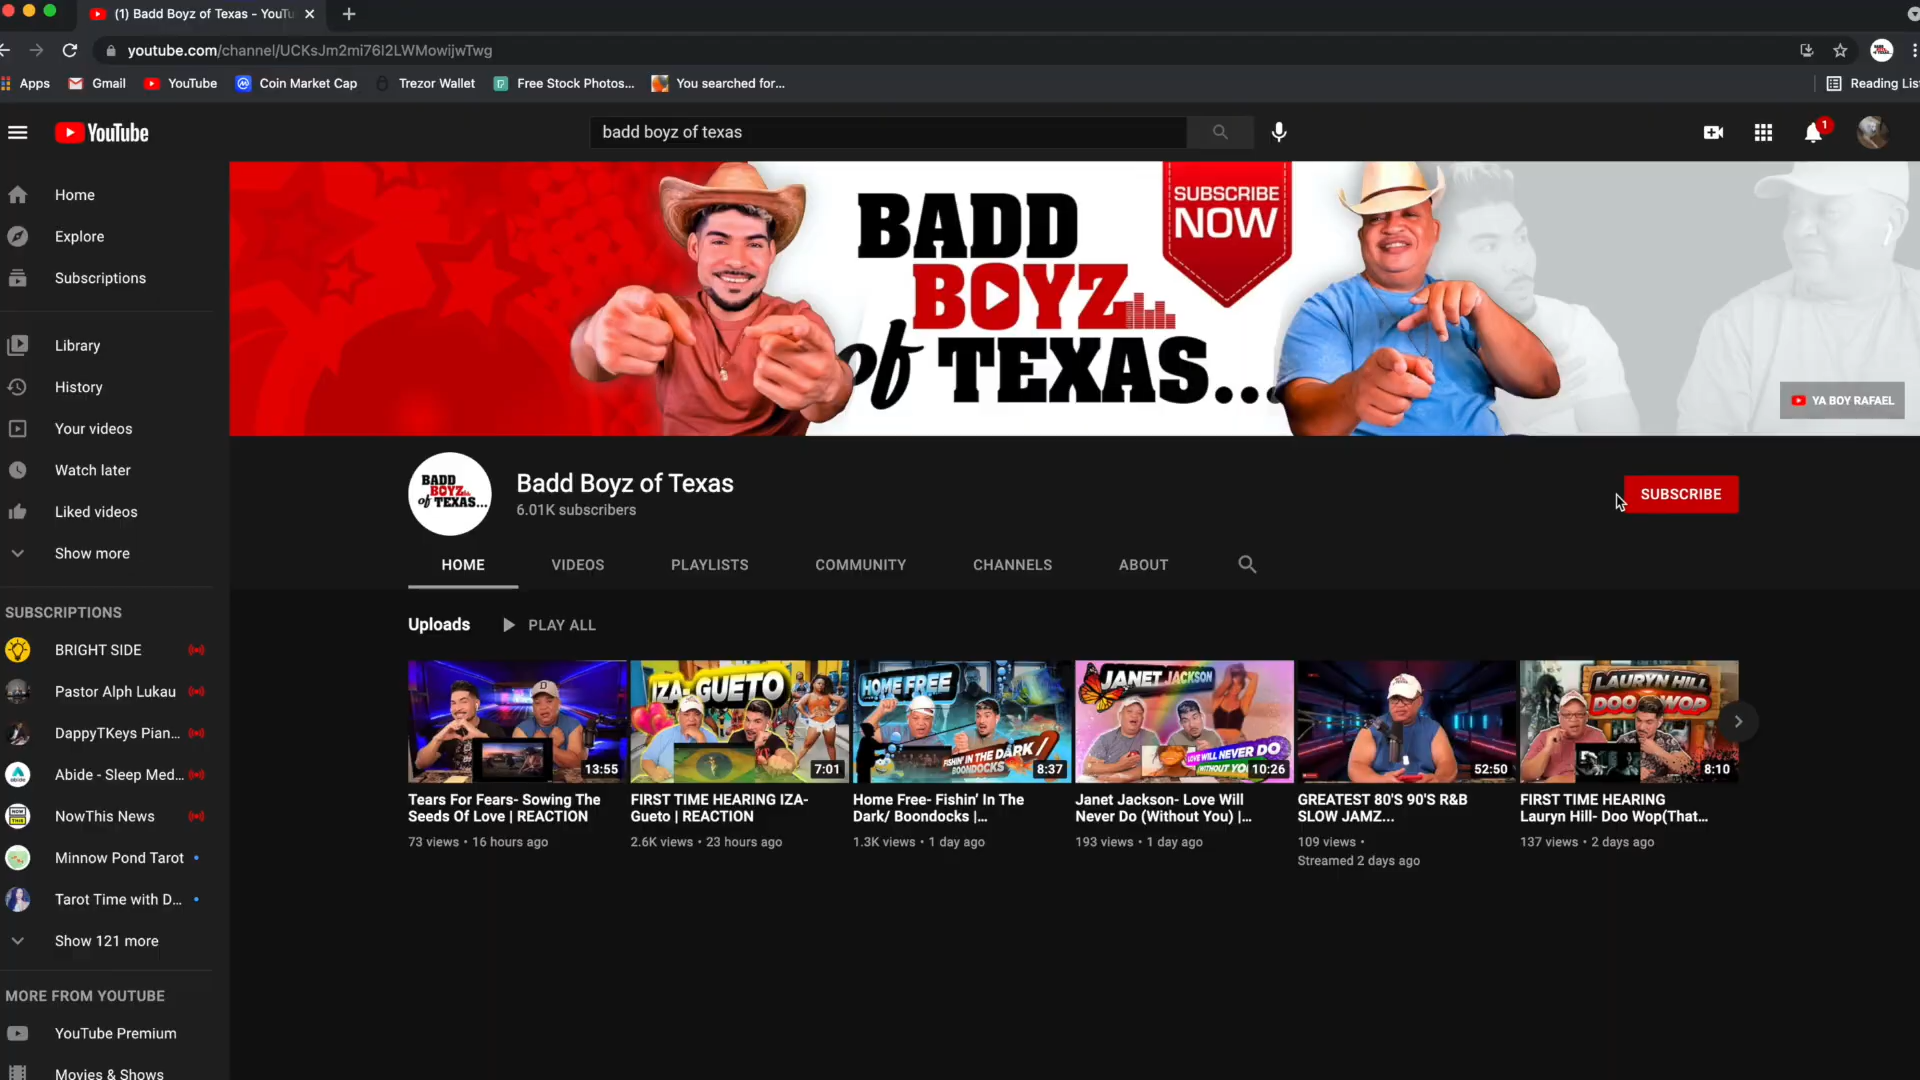 (1) Badd Boyz of Texas - YouTu
youtube.com/channel/UCKsJm2mi76I2LWMowijwTwg
Apps
Gmail
YouTube
Coin Market Cap
Trezor Wallet
Free Stock Photos...
You searched for...
Reading Lis
YouTube
badd boyz of texas
1
Home
Explore
Subscriptions
Library
History
Your videos
Watch later
Liked videos
Show more
SUBSCRIPTIONS
BRIGHT SIDE
Pastor Alph Lukau
DappyTKeys Pian...
Abide - Sleep Med...
NowThis News
Minnow Pond Tarot
Tarot Time with D...
Show 121 more
MORE FROM YOUTUBE
YouTube Premium
Movies & Shows
BADD
BOYZ
of TEXAS...
SUBSCRIBE
NOW
YA BOY RAFAEL
BADD
BOYZ
of TEXAS...
Badd Boyz of Texas
6.01K subscribers
SUBSCRIBE
HOME
VIDEOS
PLAYLISTS
COMMUNITY
CHANNELS
ABOUT
Uploads
PLAY ALL
13:55
Tears For Fears- Sowing The
Seeds Of Love | REACTION
73 views • 16 hours ago
IZA- GUETO
7:01
FIRST TIME HEARING IZA-
Gueto | REACTION
2.6K views • 23 hours ago
HOME FREE
FISHIN' IN THE DARK /
BOONDOCKS
8:37
Home Free- Fishin' In The
Dark/ Boondocks |...
1.3K views • 1 day ago
JANET JACKSON
LOVE WILL NEVER DO
(WITHOUT YO
10:26
Janet Jackson- Love Will
Never Do (Without You) |...
193 views • 1 day ago
52:50
GREATEST 80'S 90'S R&B
SLOW JAMZ...
109 views •
Streamed 2 days ago
LAURYN HILL
DOO WOP
8:10
FIRST TIME HEARING
Lauryn Hill- Doo Wop(That...
137 views • 2 days ago